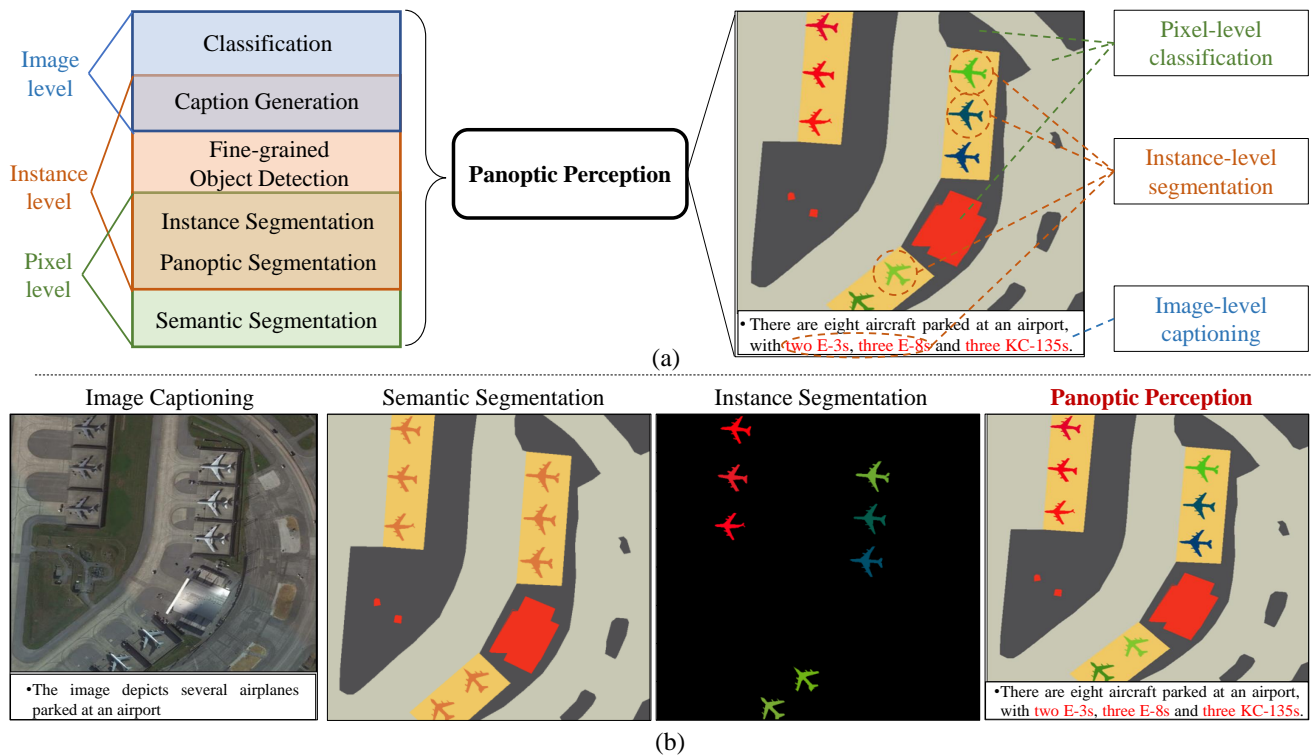 Image
level
Instance
level
Pixel
level
Classification
Caption Generation
Fine-grained
Object Detection
Instance Segmentation
Panoptic Segmentation
Semantic Segmentation
Panoptic Perception
•There are eight aircraft parked at an airport,
with two E-3s, three E-8s and three KC-135s.
Pixel-level
classification
Instance-level
segmentation
Image-level
captioning
(a)
Image Captioning
Semantic Segmentation
Instance Segmentation
Panoptic Perception
•The image depicts several airplanes
parked at an airport
•There are eight aircraft parked at an airport,
with two E-3s, three E-8s and three KC-135s.
(b)